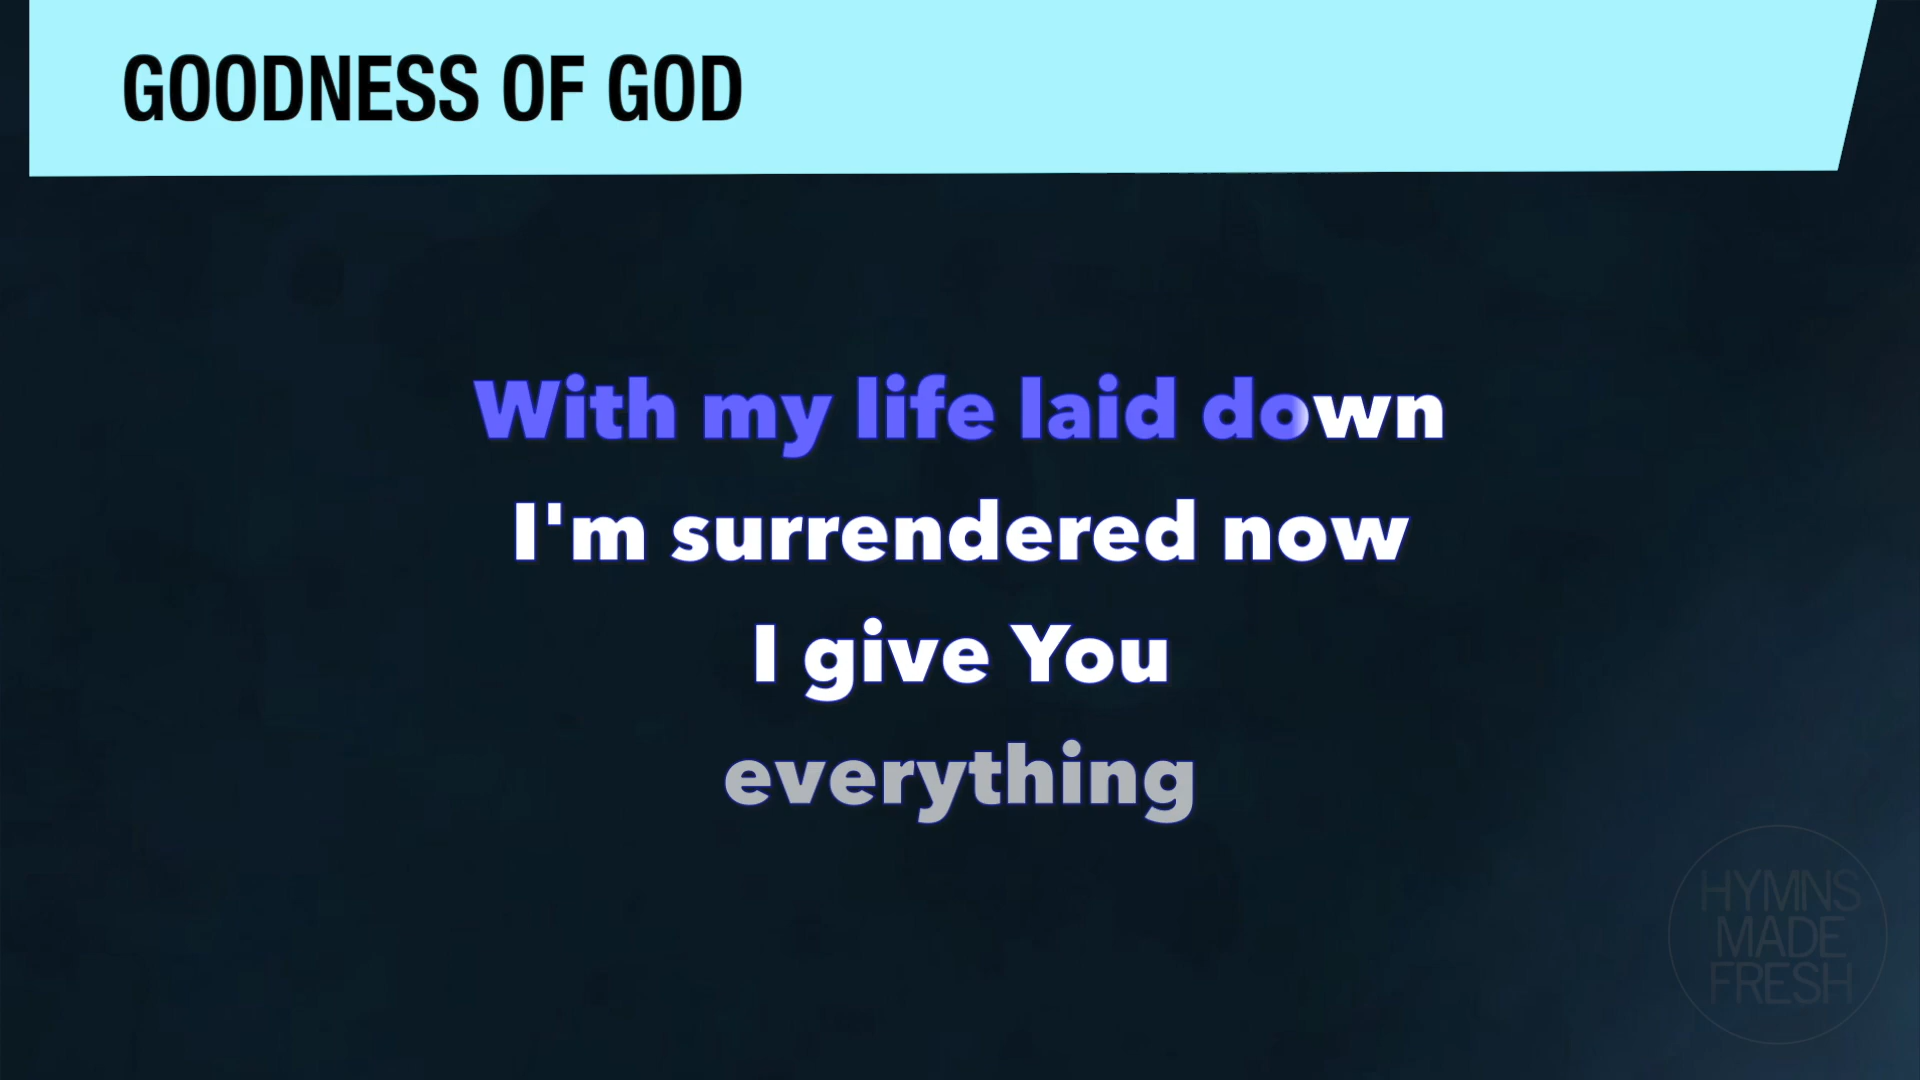 GOODNESS OF GOD
With my life laid down
I'm surrendered now
I give You
everything
HYMNS
MADE
FRESH